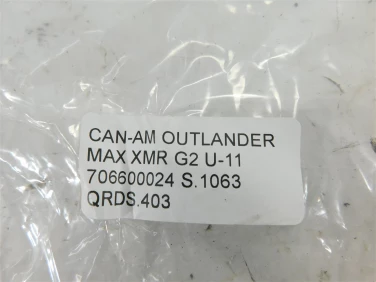 CAN-AM OUTLANDER
MAX XMR G2 U-11
706600024 S.1063
QRDS.403